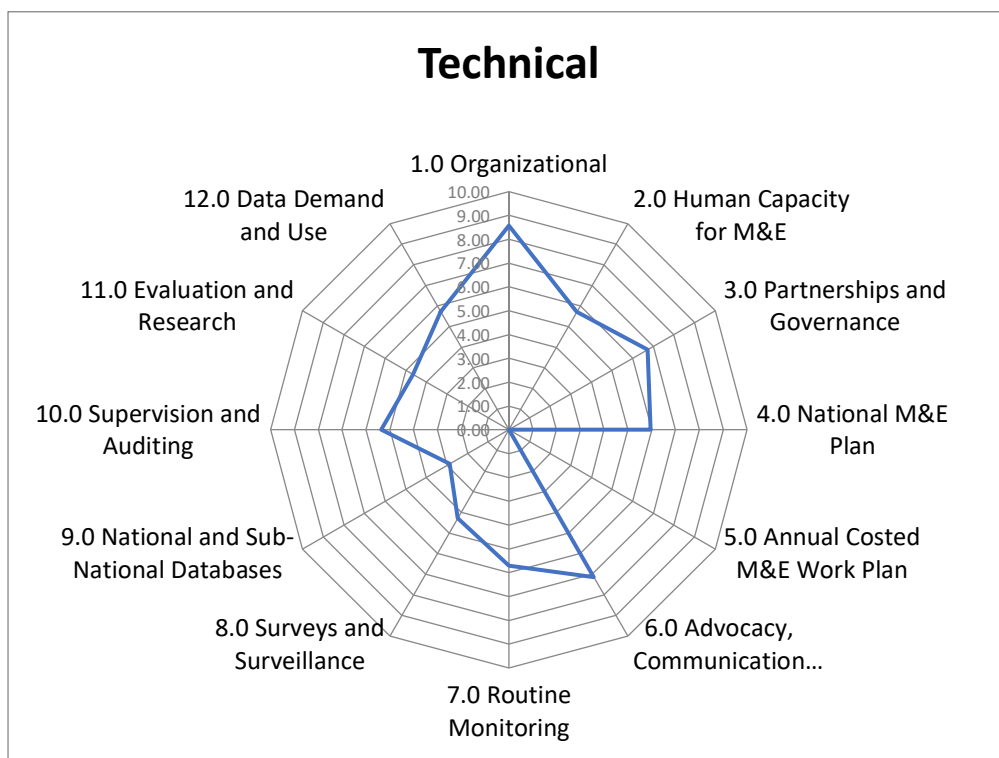 Technical
1.0 Organizational
2.0 Human Capacity
for M&E
3.0 Partnerships and
Governance
4.0 National M&E
Plan
5.0 Annual Costed
M&E Work Plan
6.0 Advocacy,
Communication…
7.0 Routine
Monitoring
8.0 Surveys and
Surveillance
9.0 National and Sub-
National Databases
10.0 Supervision and
Auditing
11.0 Evaluation and
Research
12.0 Data Demand
and Use
10.00
9.00
8.00
7.00
6.00
5.00
4.00
3.00
2.00
1.00
0.00